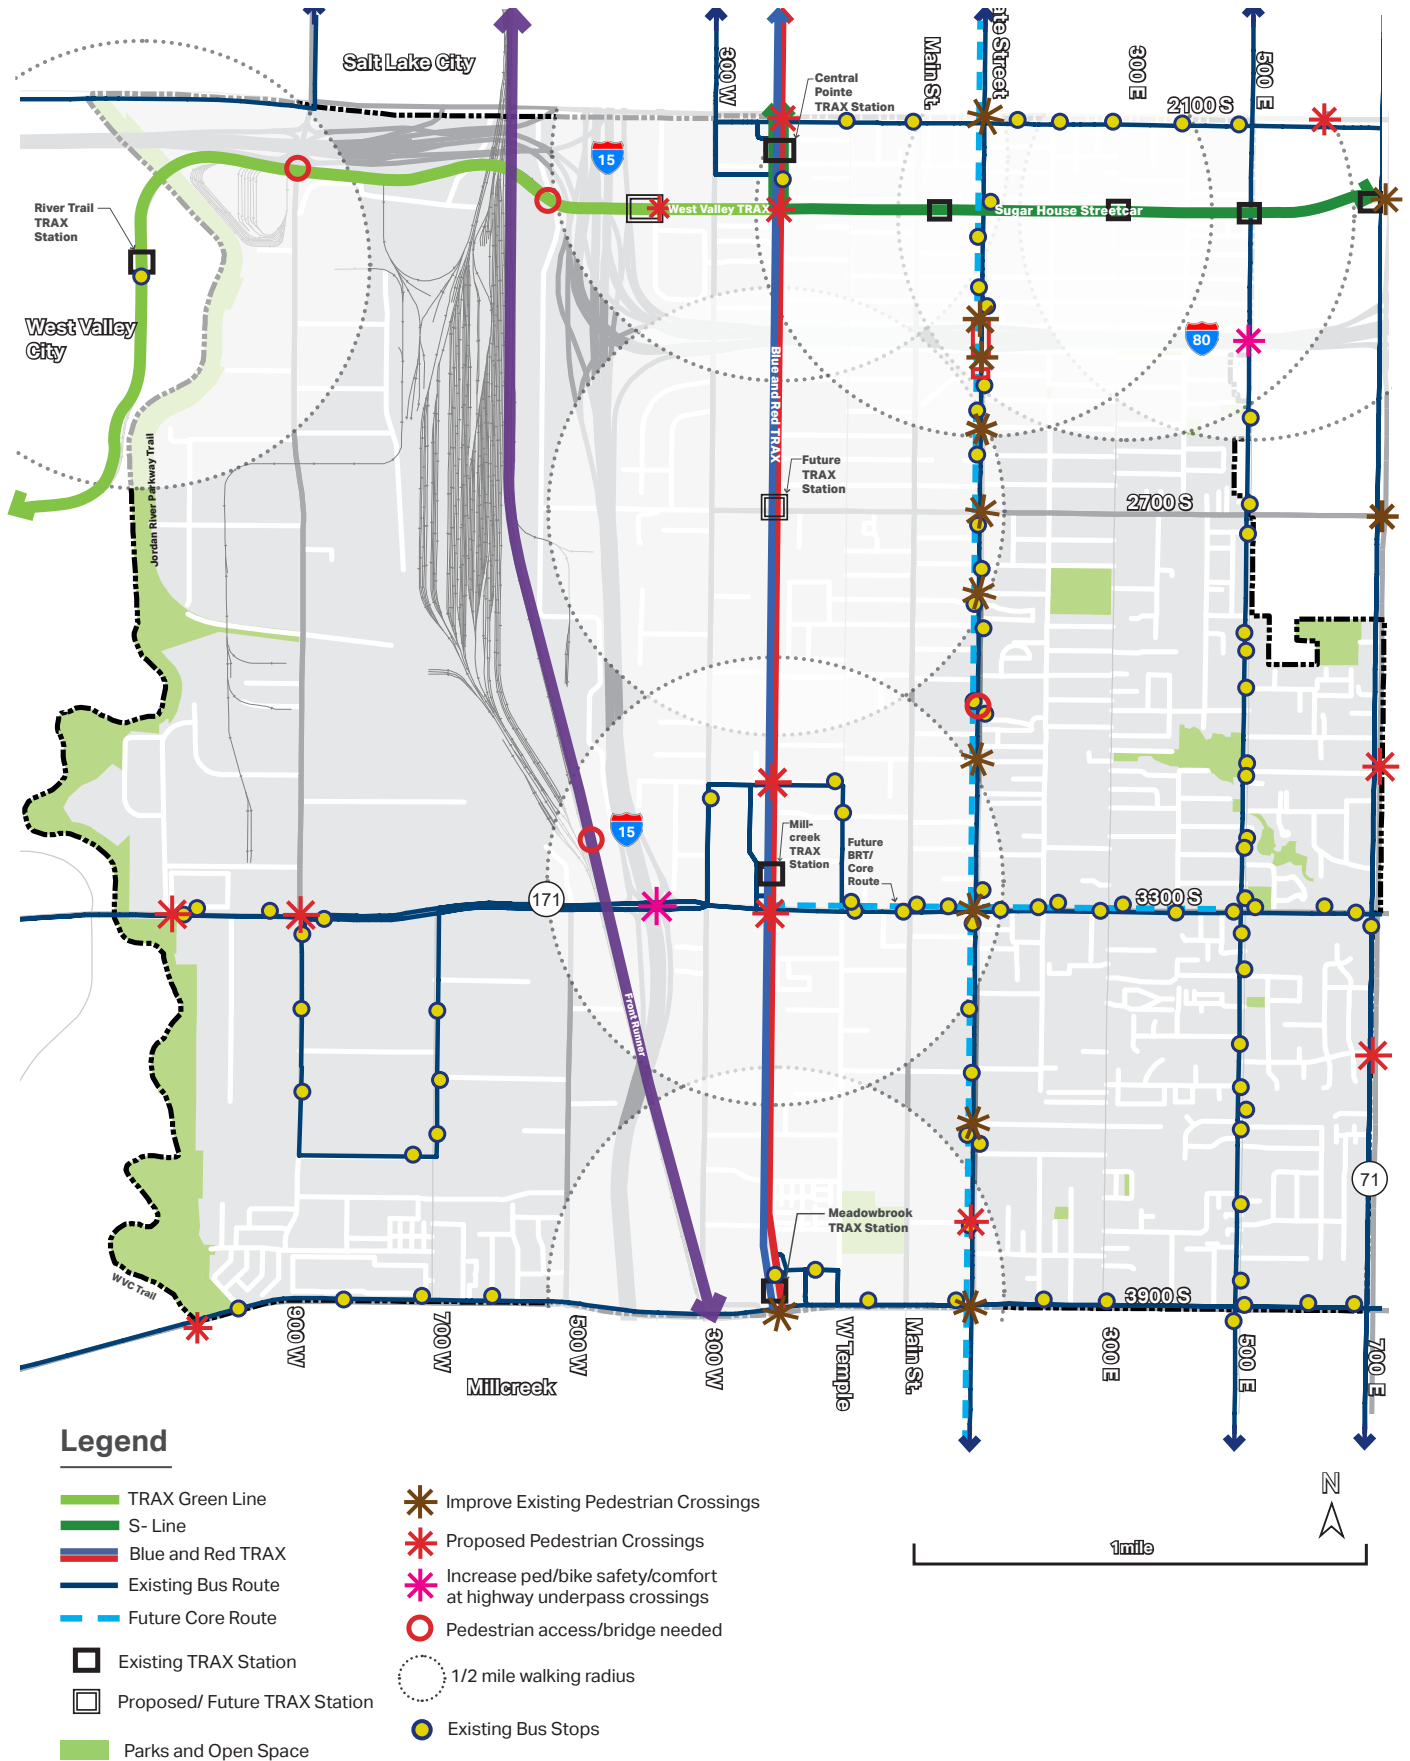 Salt Lake City
300 W
Central
Pointe
TRAX Station
Main St.
ate Street
300 E
500 E
2100 S
15
River Trail
TRAX
Station
West Valley TRAX
Sugar House Streetcar
West Valley
City
80
Blue and Red TRAX
Jordan River Parkway Trail
Future
TRAX
Station
2700 S
15
Mill-
creek
TRAX
Station
Future
BRT/
Core
Route
171
3300 S
Front Runner
71
Meadowbrook
TRAX Station
WVC Trail
3900 S
900 W
700 W
500 W
300 W
W Temple
Main St.
300 E
500 E
700 E
Millcreek
Legend
TRAX Green Line
S- Line
Blue and Red TRAX
Existing Bus Route
Future Core Route
Existing TRAX Station
Proposed/ Future TRAX Station
Parks and Open Space
Improve Existing Pedestrian Crossings
Proposed Pedestrian Crossings
Increase ped/bike safety/comfort
at highway underpass crossings
Pedestrian access/bridge needed
1/2 mile walking radius
Existing Bus Stops
N
1mile